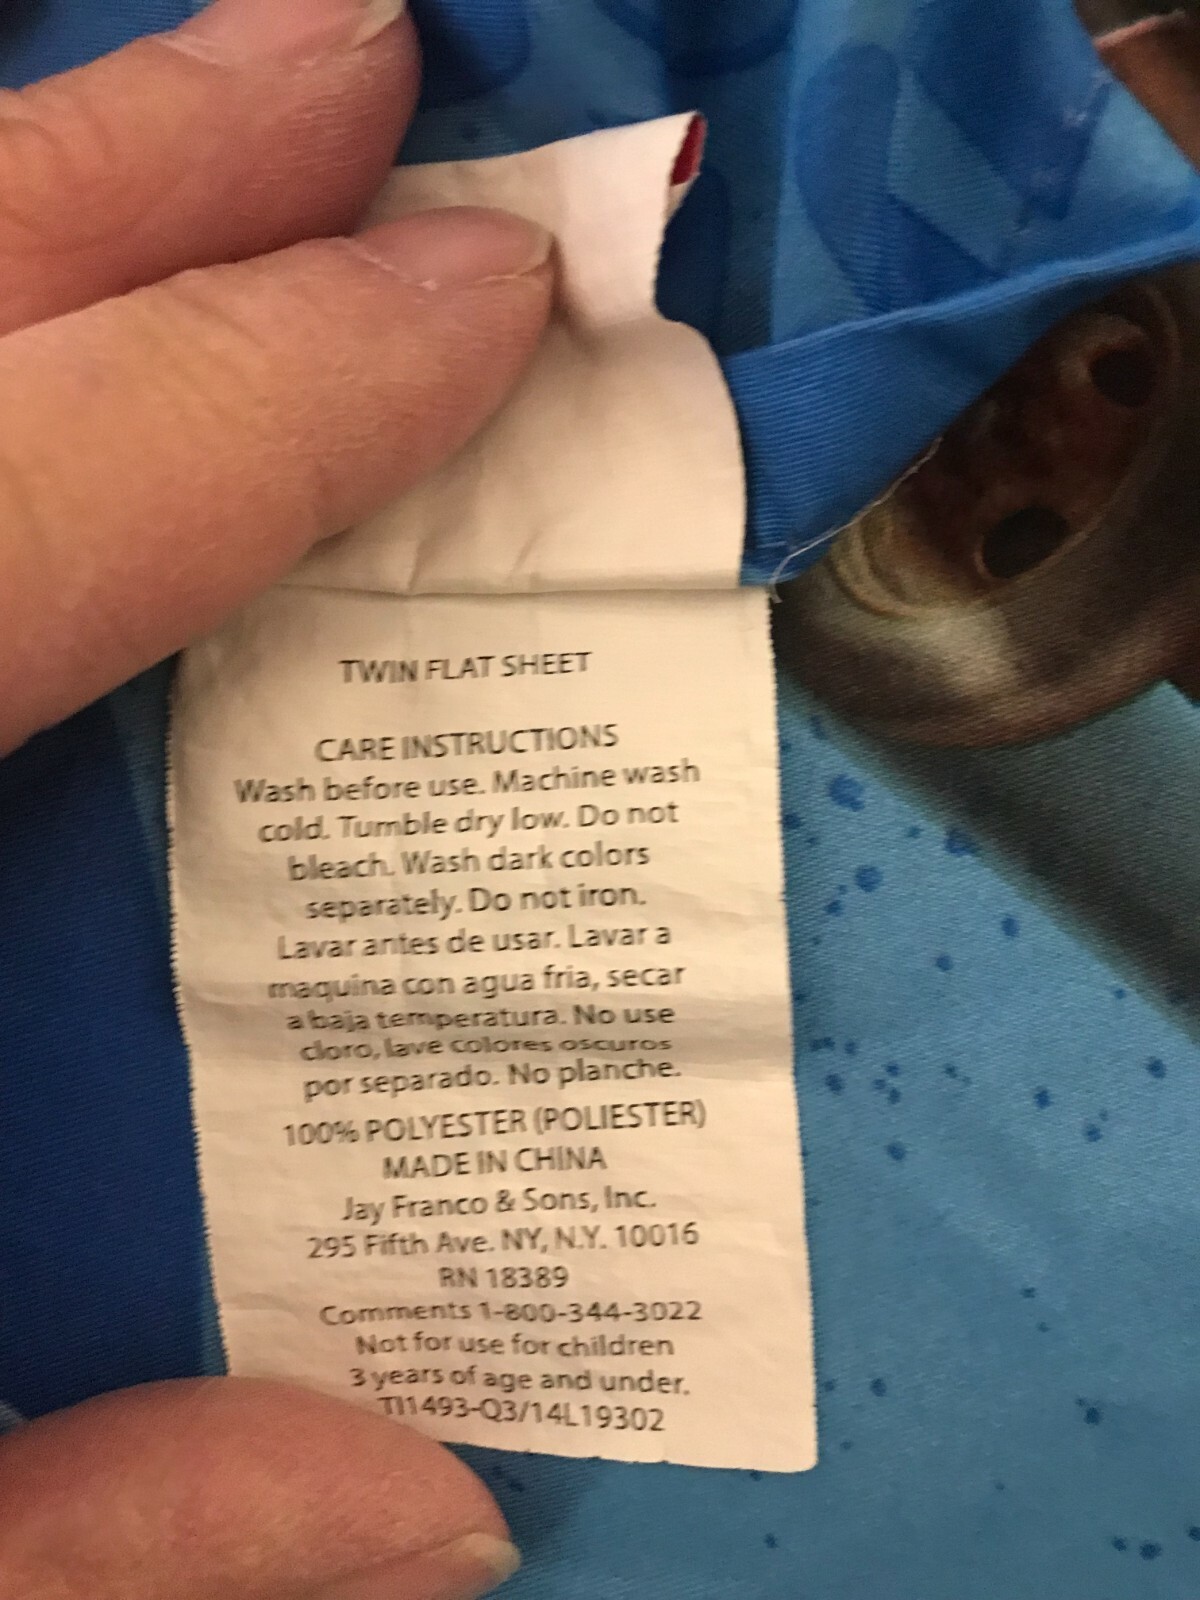 TWIN FLAT SHEET
CARE INSTRUCTIONS
Wash before use. Machine wash
cold. Tumble dry low. Do not
bleach. Wash dark colors
separately. Do not iron.
Lavar antes de usar. Lavar a
maquina con agua fria, secar
a baja temperatura. No use
cloro, lave colores oscuros
por separado. No planche.
100% POLYESTER (POLIESTER)
MADE IN CHINA
Jay Franco & Sons, Inc.
295 Fifth Ave. NY, N.Y. 10016
RN 18389
Comments 1-800-344-3022
Not for use for children
3 years of age and under.
TI1493-Q3/14L19302